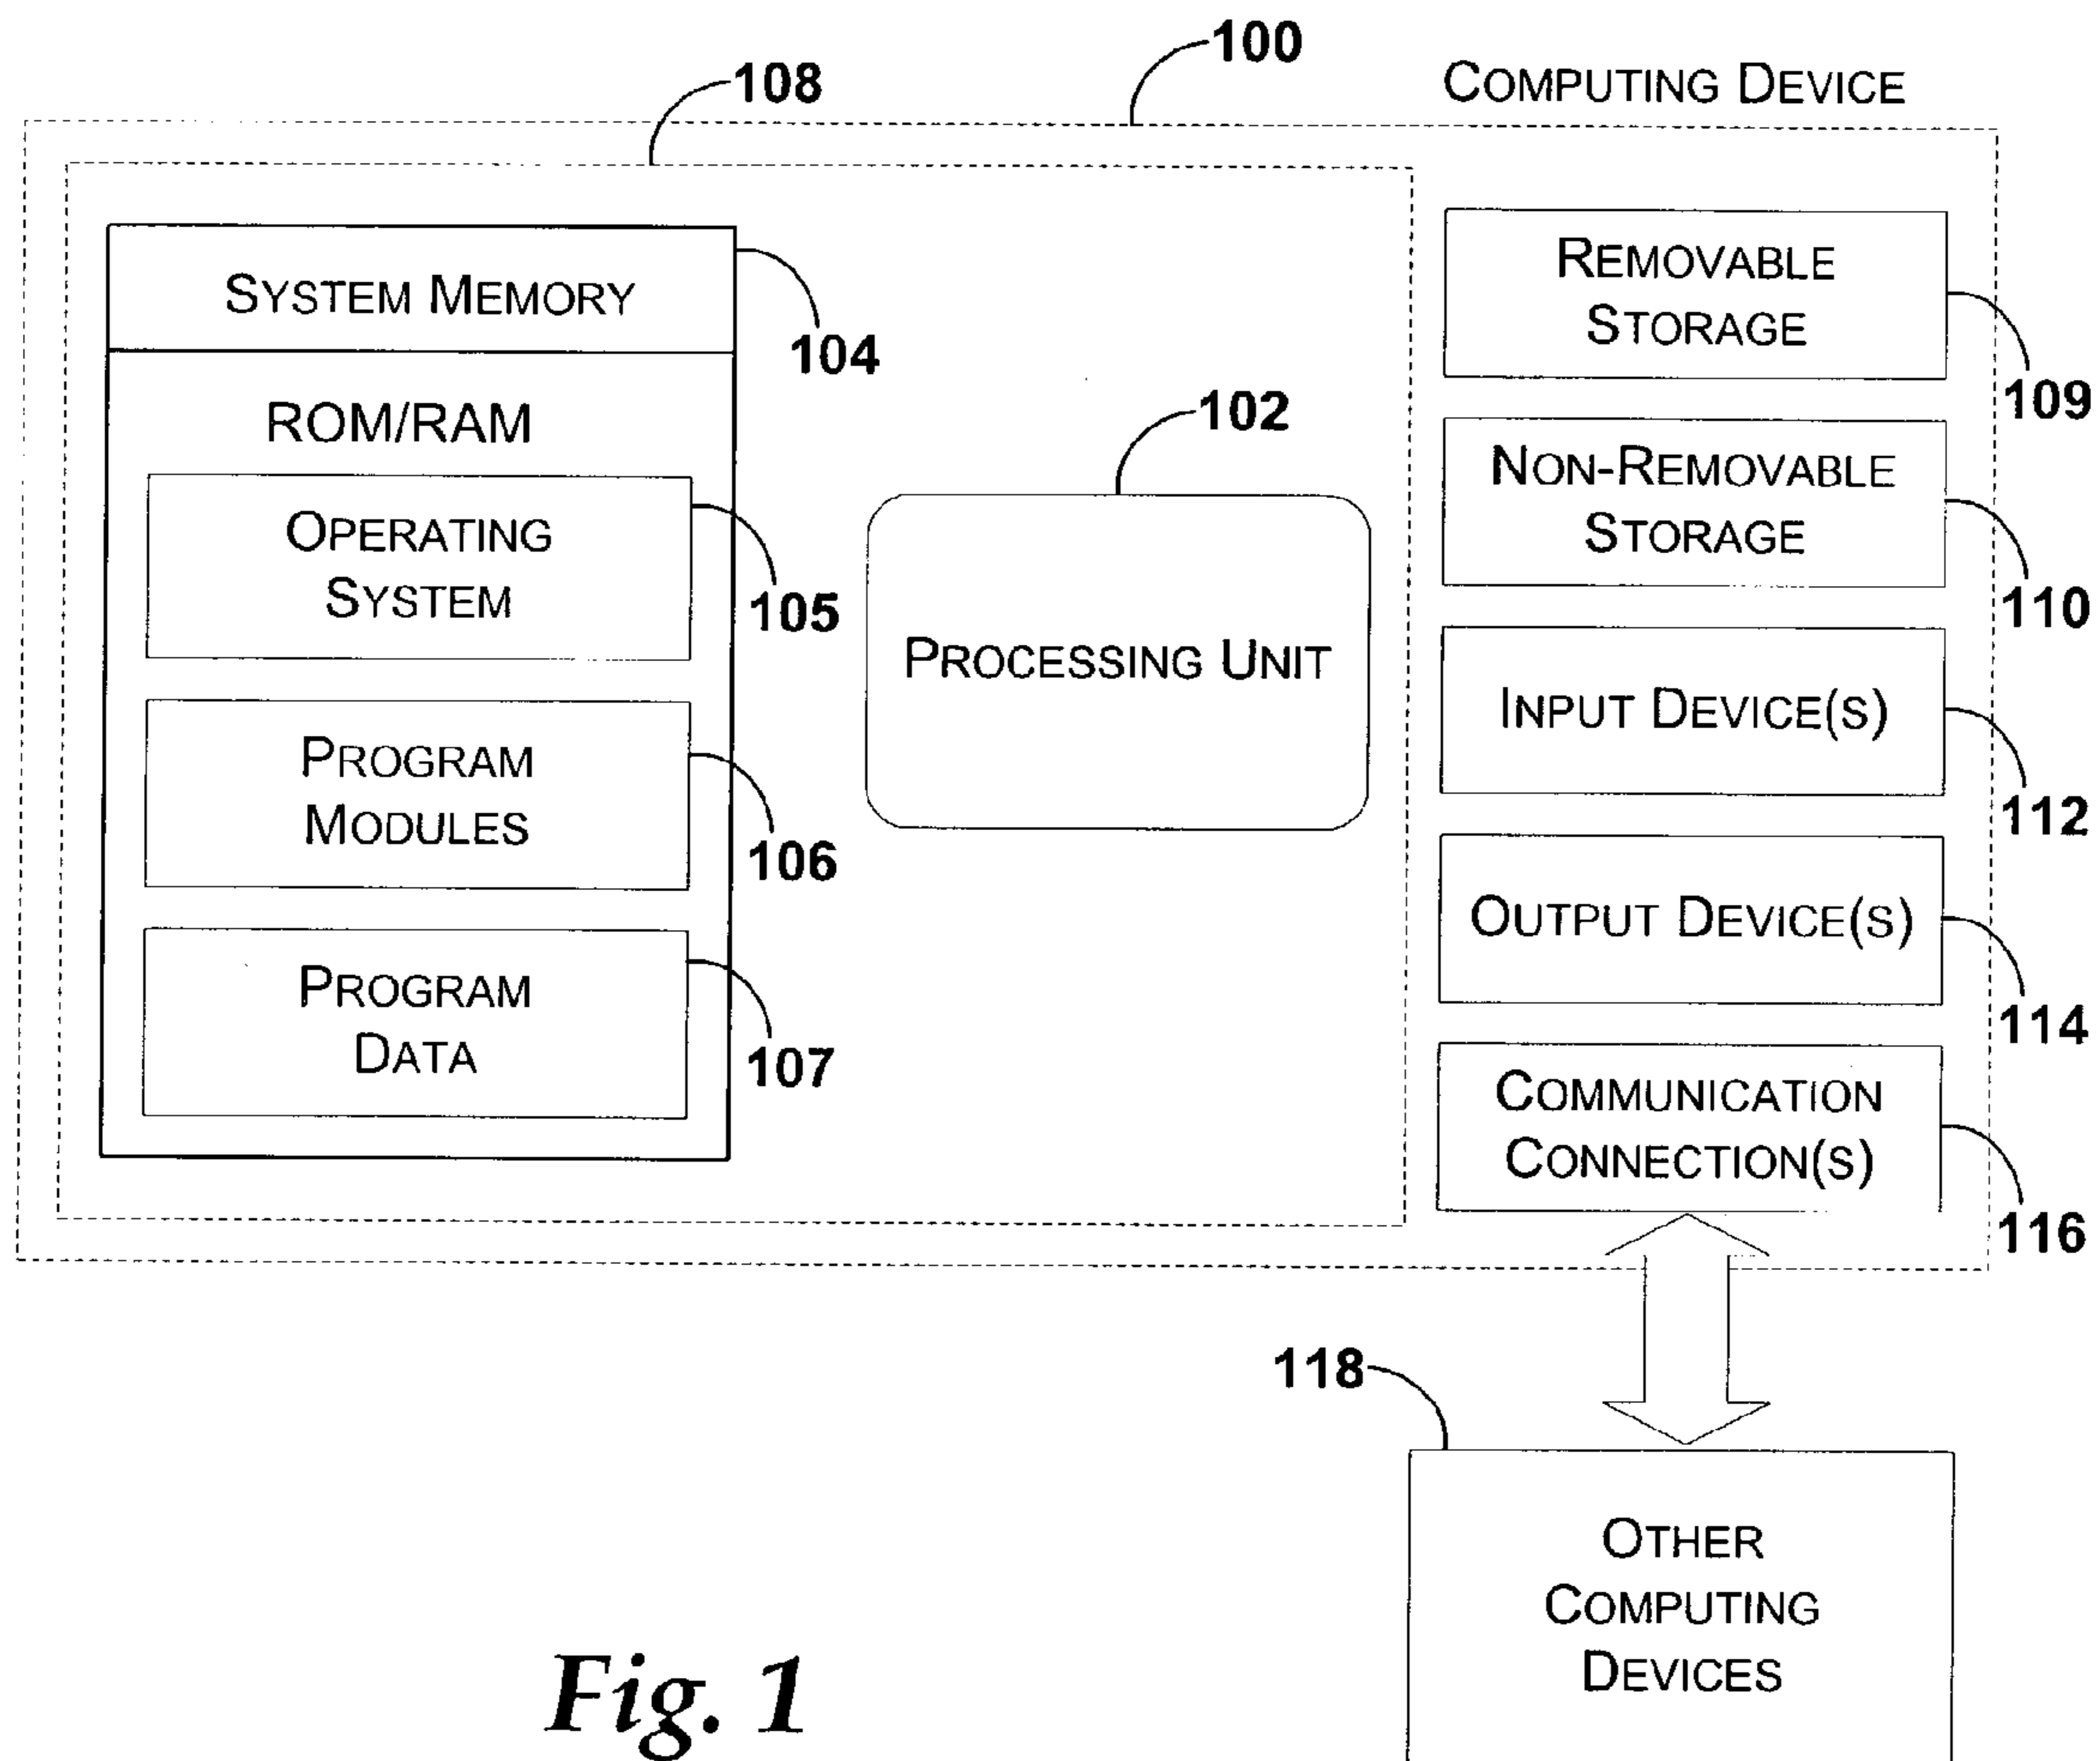 100
COMPUTING DEVICE
108
SYSTEM MEMORY
104
ROM/RAM
OPERATING
SYSTEM
105
PROGRAM
MODULES
106
PROGRAM
DATA
107
102
PROCESSING UNIT
REMOVABLE
STORAGE
109
NON-REMOVABLE
STORAGE
110
INPUT DEVICE(S)
112
OUTPUT DEVICE(S)
114
COMMUNICATION
CONNECTION(S)
116
118
OTHER
COMPUTING
DEVICES
Fig. 1